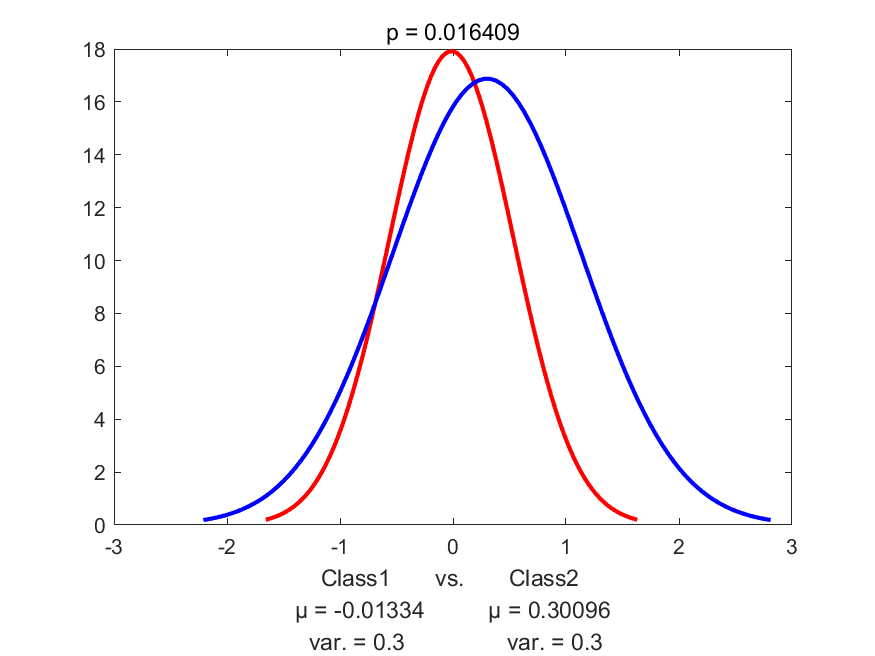 p = 0.016409
18
16
14
12
10
8
6
4
2
0
-3 -2 -1 0 1 2 3
Class1 vs. Class2
μ = -0.01334 μ = 0.30096
var. = 0.3 var. = 0.3